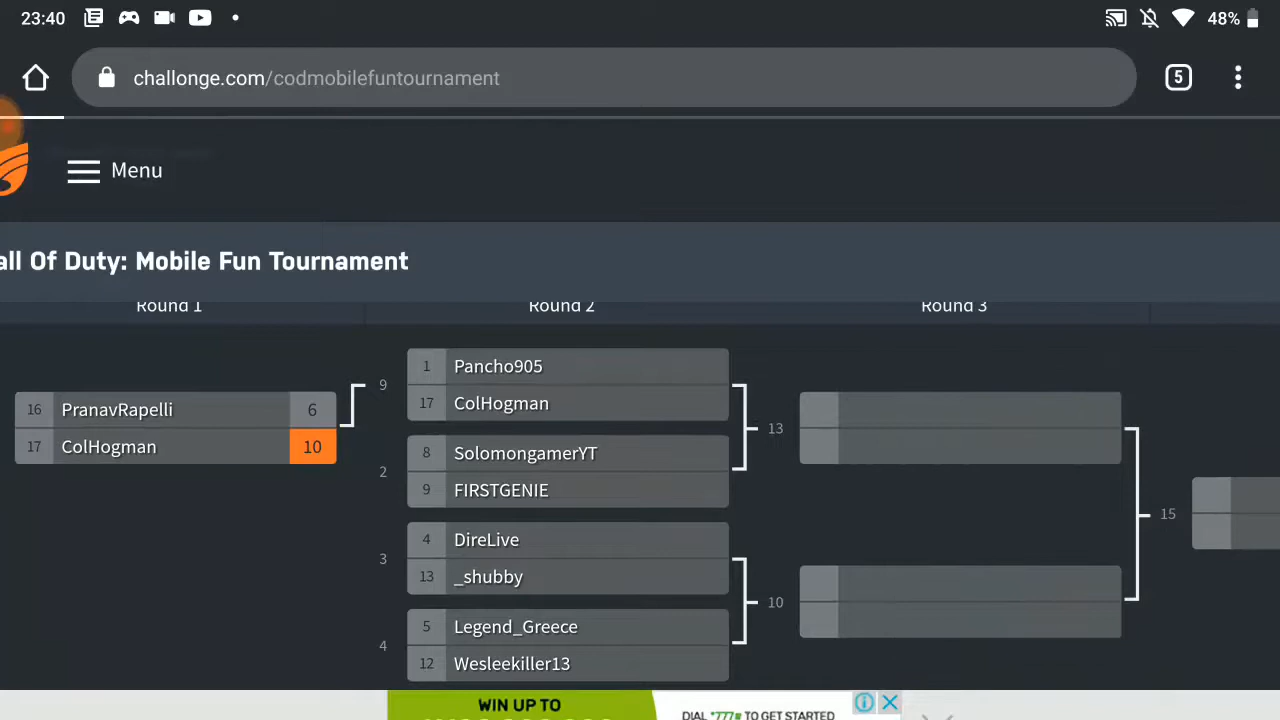 23:40
48%
challonge.com/codmobilefuntournament
5
Menu
all Of Duty: Mobile Fun Tournament
Round 1
Round 2
Round 3
16 PranavRapelli 6
17 ColHogman 10
9
1 Pancho905
17 ColHogman
2
8 SolomongamerYT
9 FIRSTGENIE
3
4 DireLive
13 _shubby
4
5 Legend_Greece
12 Wesleekiller13
13
10
15
WIN UP TO
DIAL *777# TO GET STARTED